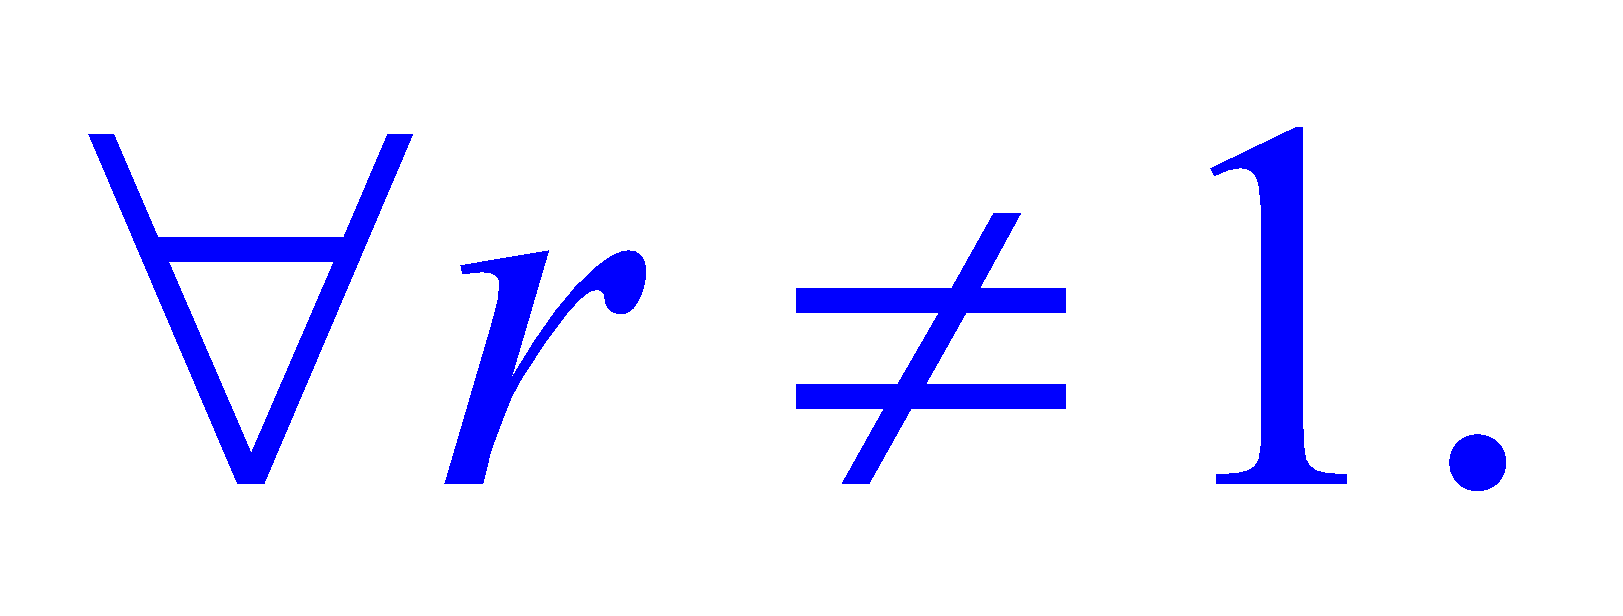 ∀r ≠ 1.